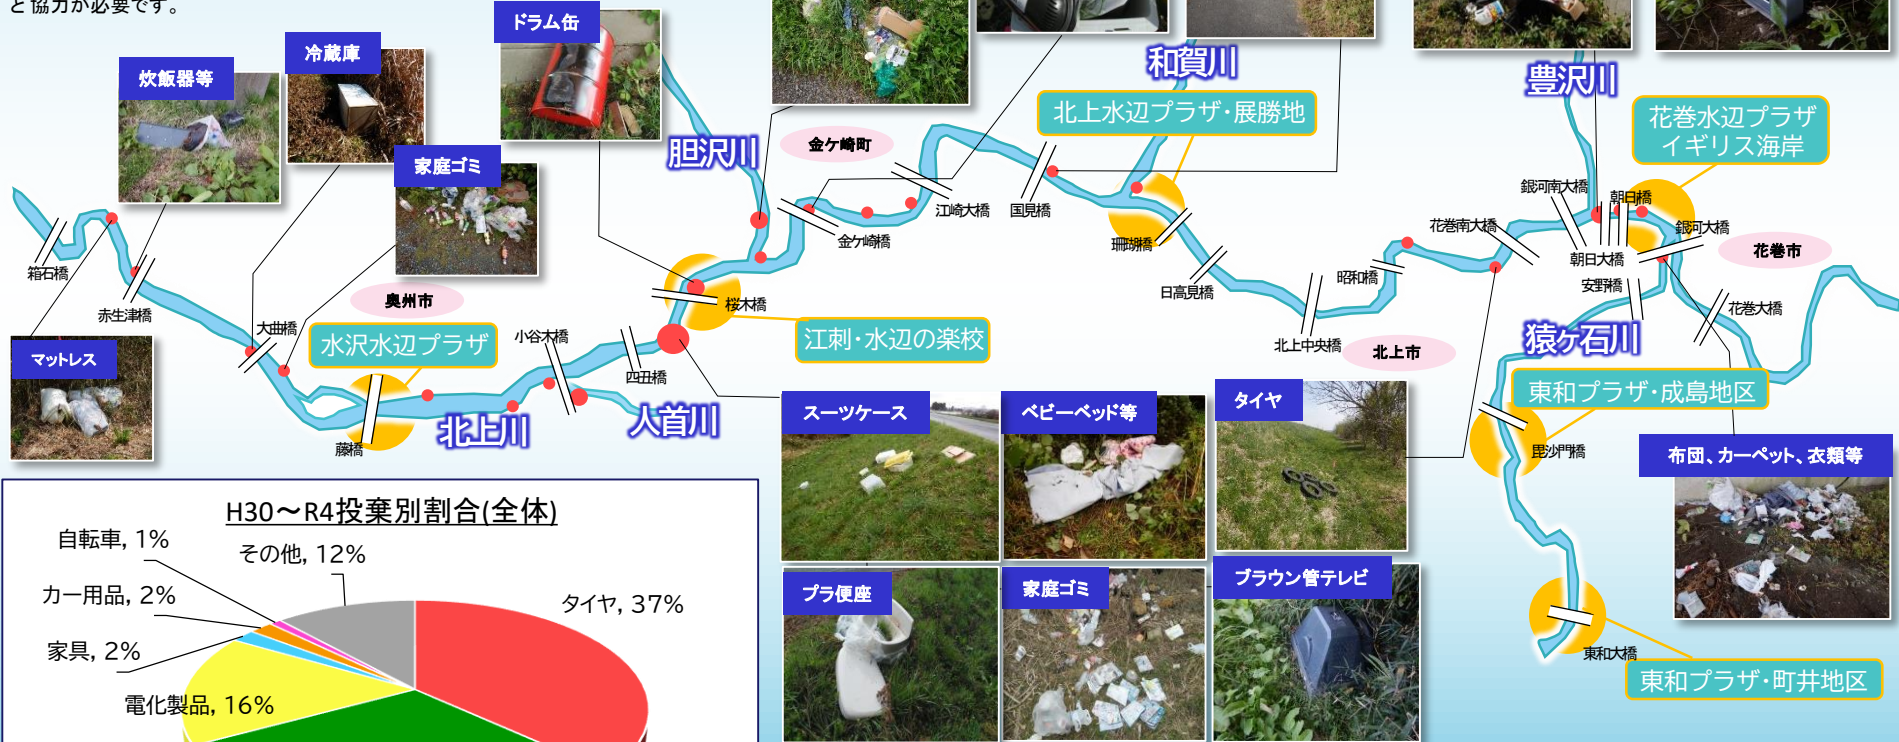 と協力が必要です。
ドラム缶
冷蔵庫
炊飯器等
家庭ゴミ
和賀川
豊沢川
胆沢川
金ケ崎町
北上水辺プラザ・展勝地
花巻水辺プラザ
イギリス海岸
箱石橋
赤生津橋
大曲橋
奥州市
水沢水辺プラザ
小谷木橋
四丑橋
桜木橋
江刺・水辺の楽校
金ケ崎橋
江崎大橋
国見橋
珊瑚橋
日高見橋
北上中央橋
昭和橋
花巻南大橋
銀河南大橋
朝日橋
朝日大橋
安野橋
銀河大橋
花巻市
花巻大橋
北上市
猿ヶ石川
マットレス
藤橋
北上川
人首川
東和プラザ・成島地区
毘沙門橋
スーツケース
ベビーベッド等
タイヤ
布団、カーペット、衣類等
プラ便座
家庭ゴミ
ブラウン管テレビ
東和大橋
東和プラザ・町井地区
H30～R4投棄別割合(全体)
自転車, 1%
その他, 12%
カー用品, 2%
タイヤ, 37%
家具, 2%
電化製品, 16%